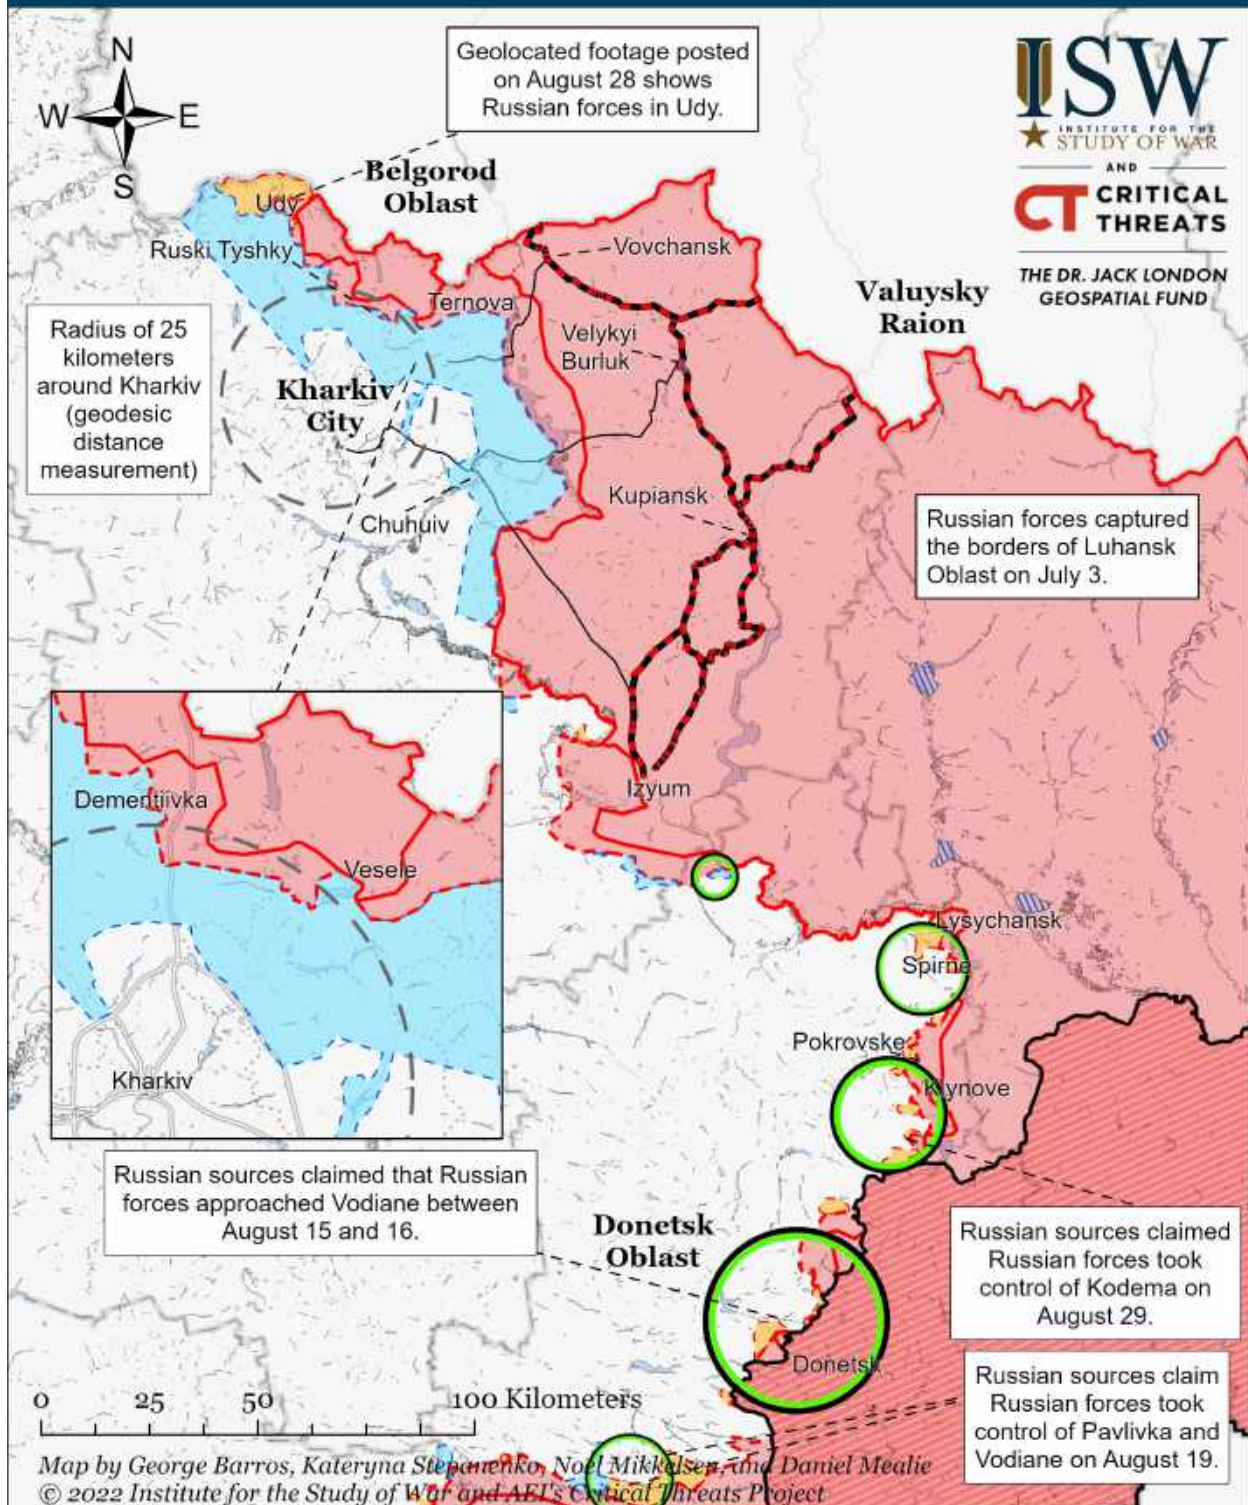 N
W E
S
Geolocated footage posted
on August 28 shows
Russian forces in Udy.
ISW
INSTITUTE FOR THE
STUDY OF WAR
AND
CT CRITICAL
THREATS
THE DR. JACK LONDON
GEOSPATIAL FUND
Belgorod
Oblast
Udy
Ruski Tyshky
Vovchansk
Ternova
Valuysky
Raion
Velykyi
Burluk
Radius of 25
kilometers
around Kharkiv
(geodesic
distance
measurement)
Kharkiv
City
Kupiansk
Chuhuiv
Russian forces captured
the borders of Luhansk
Oblast on July 3.
Izyum
Dementiivka
Vesele
Kharkiv
Lysychansk
Spirne
Pokrovske
Klynove
Russian sources claimed that Russian
forces approached Vodiane between
August 15 and 16.
Donetsk
Oblast
Russian sources claimed
Russian forces took
control of Kodema on
August 29.
Donetsk
Russian sources claim
Russian forces took
control of Pavlivka and
Vodiane on August 19.
0 25 50 100 Kilometers
Map by George Barros, Kateryna Stepanenko, Noel Mikkelsen, and Daniel Mealie
© 2022 Institute for the Study of War and AEI's Critical Threats Project